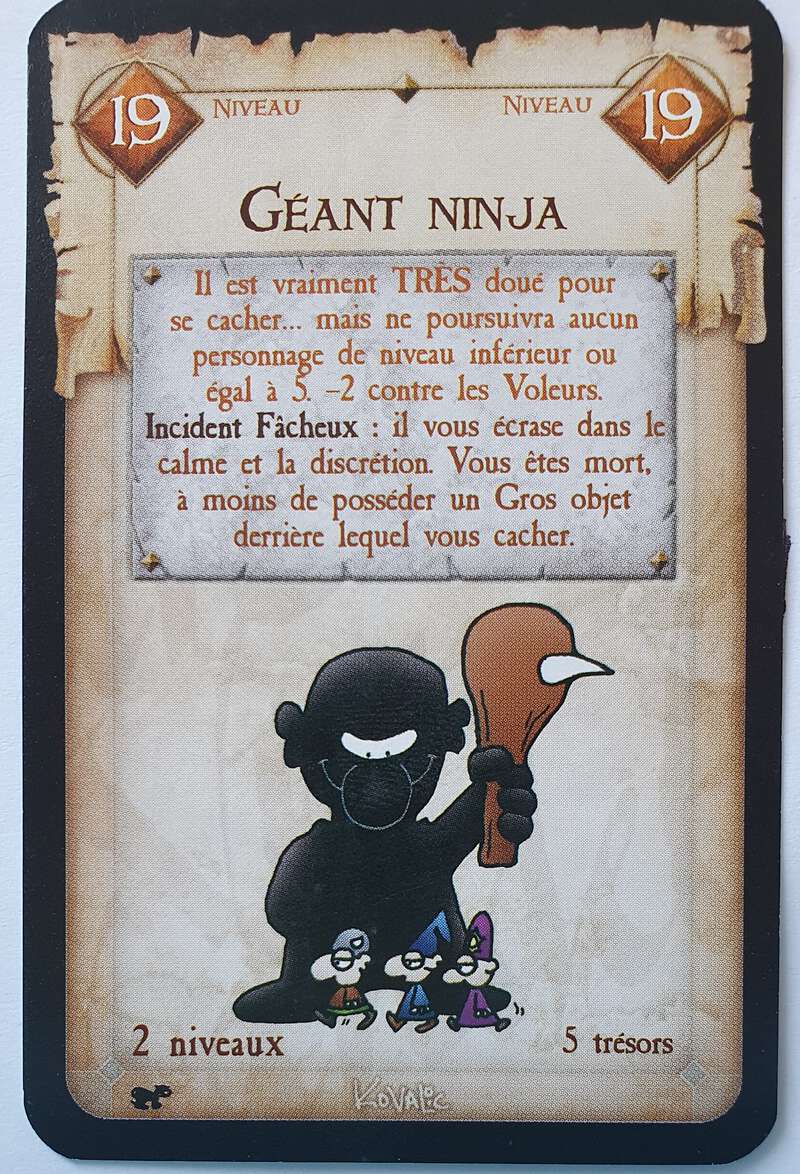 19 Niveau Niveau 19
Géant ninja
Il est vraiment TRÈS doué pour
se cacher... mais ne poursuivra aucun
personnage de niveau inférieur ou
égal à 5. -2 contre les Voleurs.
Incident Fâcheux : il vous écrase dans le
calme et la discrétion. Vous êtes mort,
à moins de posséder un Gros objet
derrière lequel vous cacher.
2 niveaux 5 trésors
Kovalic